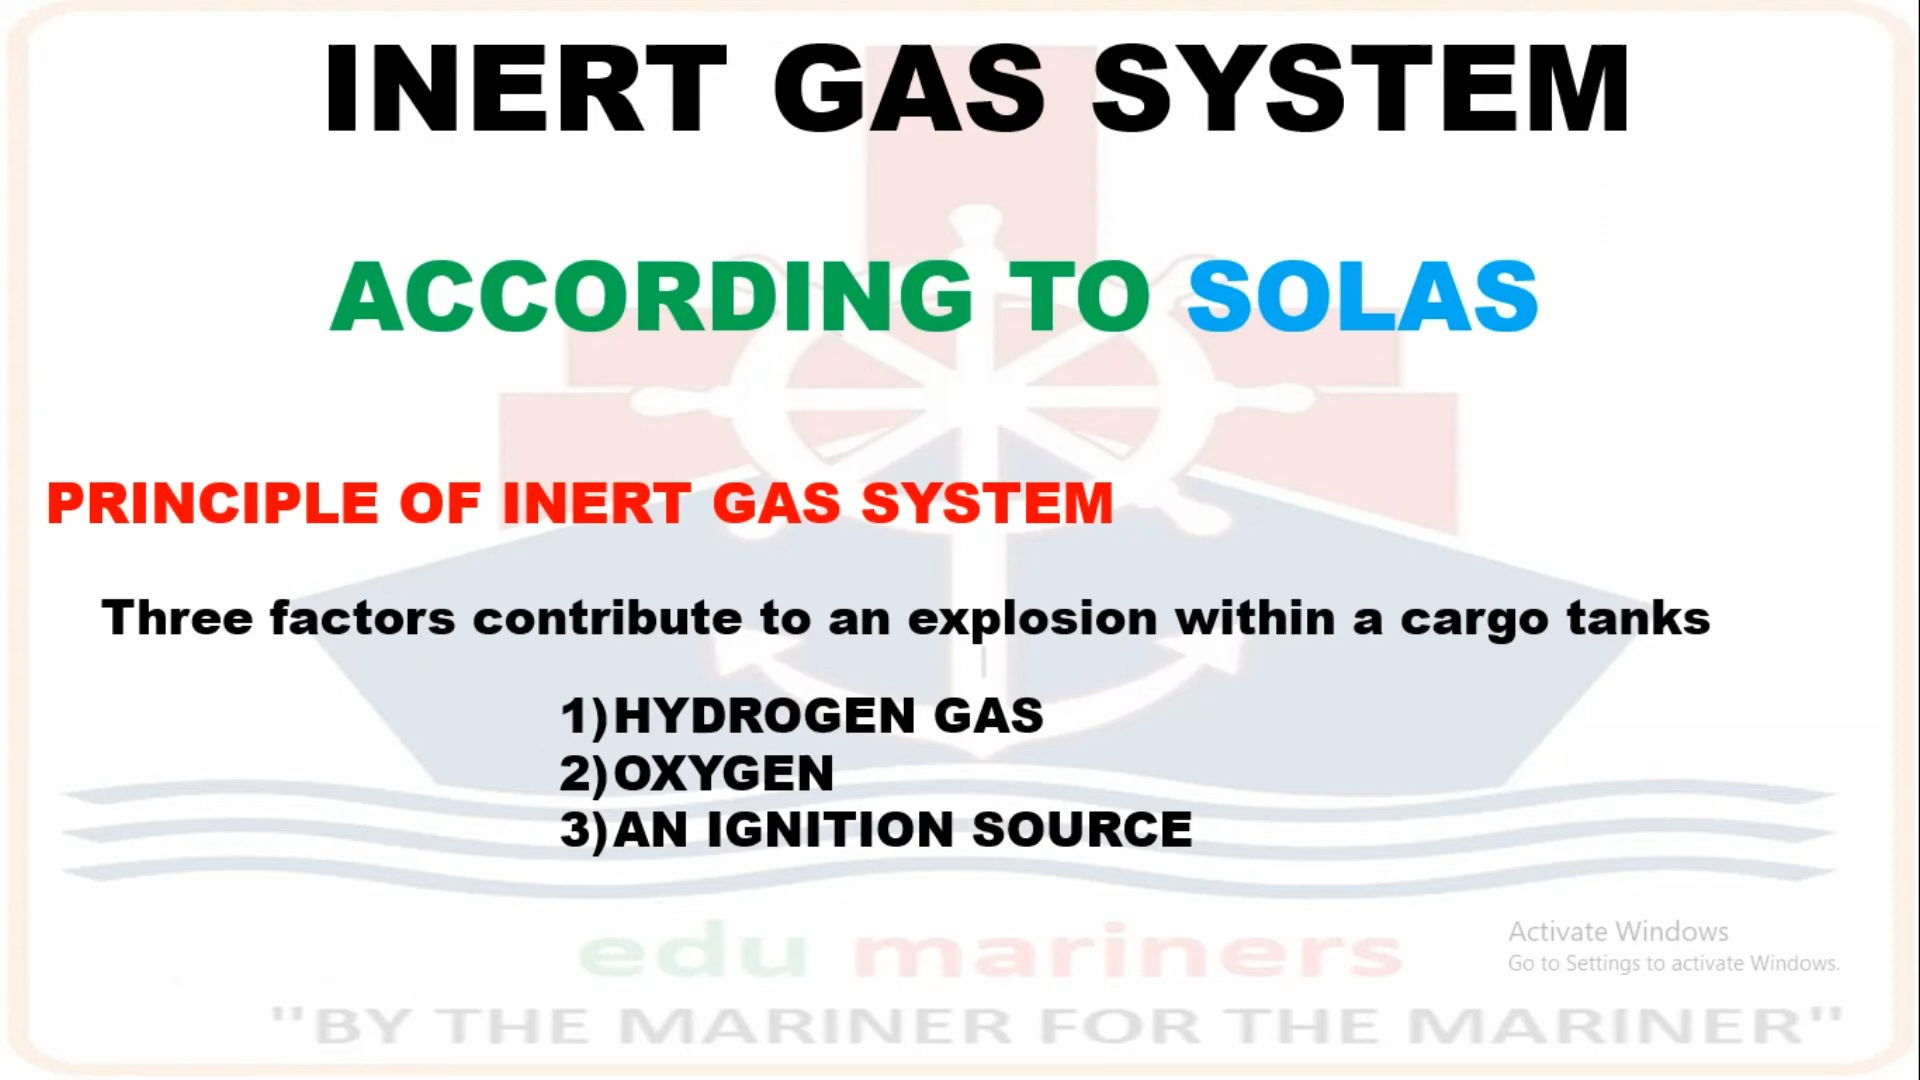 INERT GAS SYSTEM
ACCORDING TO SOLAS
PRINCIPLE OF INERT GAS SYSTEM
Three factors contribute to an explosion within a cargo tanks
1)HYDROGEN GAS
2)OXYGEN
3)AN IGNITION SOURCE
edu mariners
Activate Windows
Go to Settings to activate Windows.
"BY THE MARINER FOR THE MARINER"